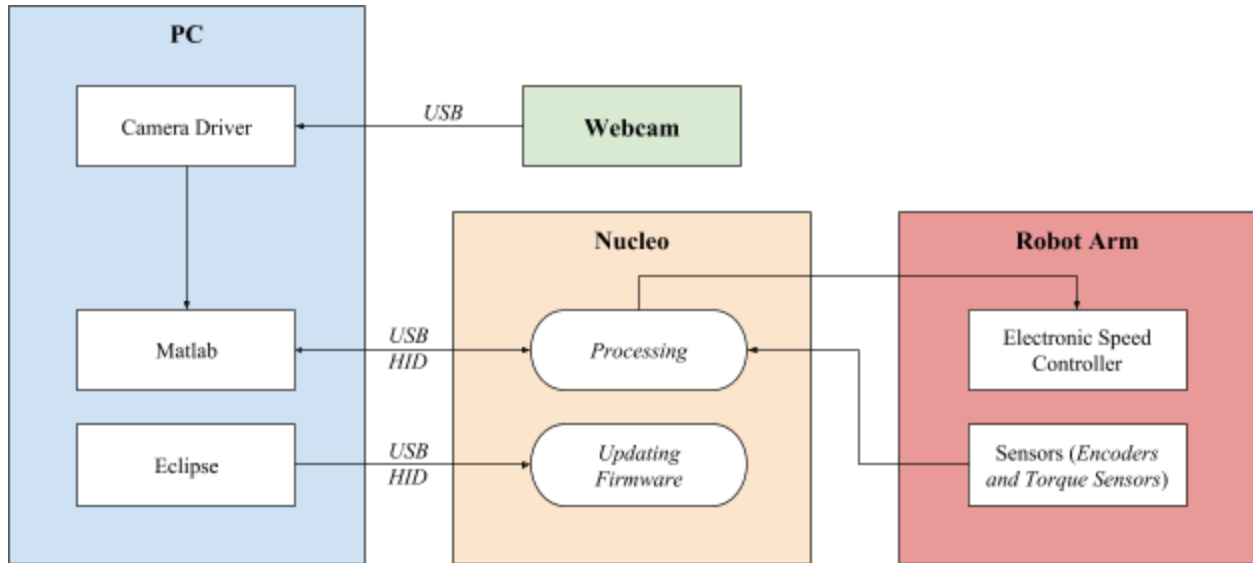 PC
Camera Driver
USB
Webcam
Nucleo
Robot Arm
Matlab
USB
HID
Processing
Electronic Speed
Controller
Eclipse
USB
HID
Updating
Firmware
Sensors (Encoders
and Torque Sensors)